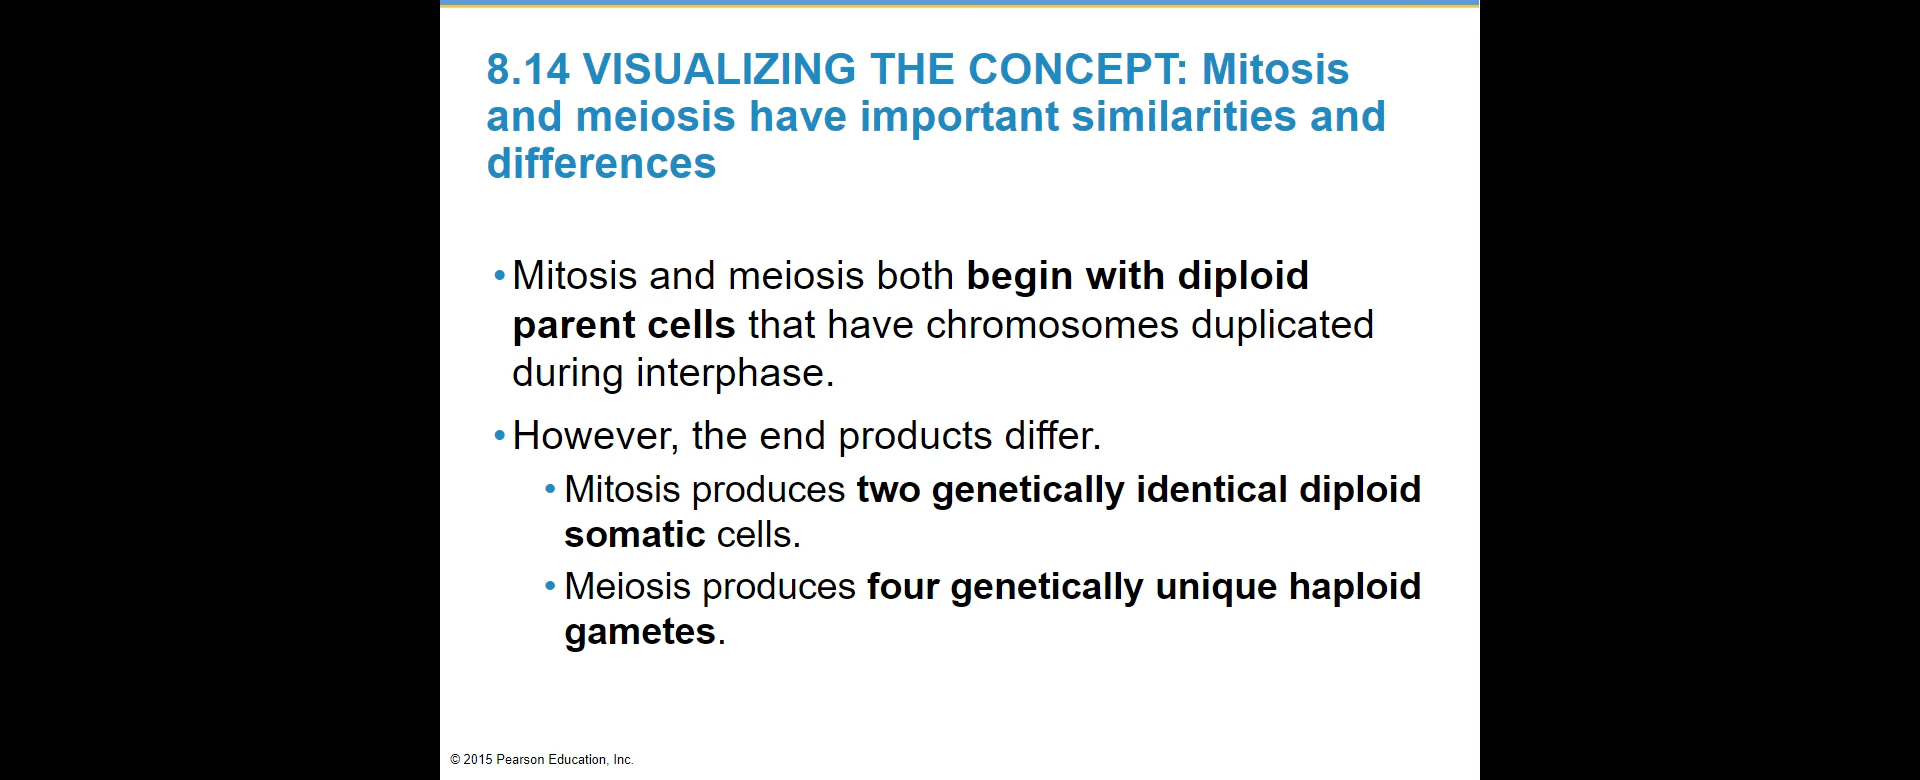 8.14 VISUALIZING THE CONCEPT: Mitosis
and meiosis have important similarities and
differences
•Mitosis and meiosis both begin with diploid
parent cells that have chromosomes duplicated
during interphase.
•However, the end products differ.
•Mitosis produces two genetically identical diploid
somatic cells.
•Meiosis produces four genetically unique haploid
gametes.
© 2015 Pearson Education, Inc.